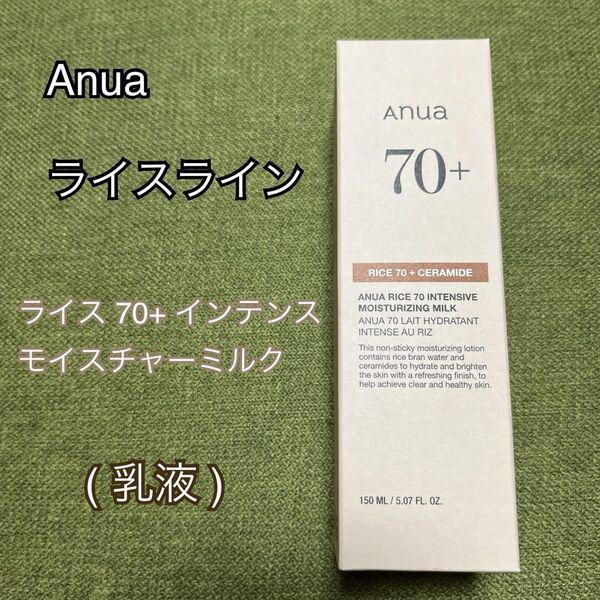 Anua
ライスライン
ライス 70+ インテンス
モイスチャーミルク
( 乳液 )
Anua
70+
RICE 70 + CERAMIDE
ANUA RICE 70 INTENSIVE
MOISTURIZING MILK
ANUA 70 LAIT HYDRATANT
INTENSE AU RIZ
This non-sticky moisturizing lotion
contains rice bran water and
ceramides to hydrate and brighten
the skin with a refreshing finish, to
help achieve clear and healthy skin.
150 ML / 5.07 FL. OZ.